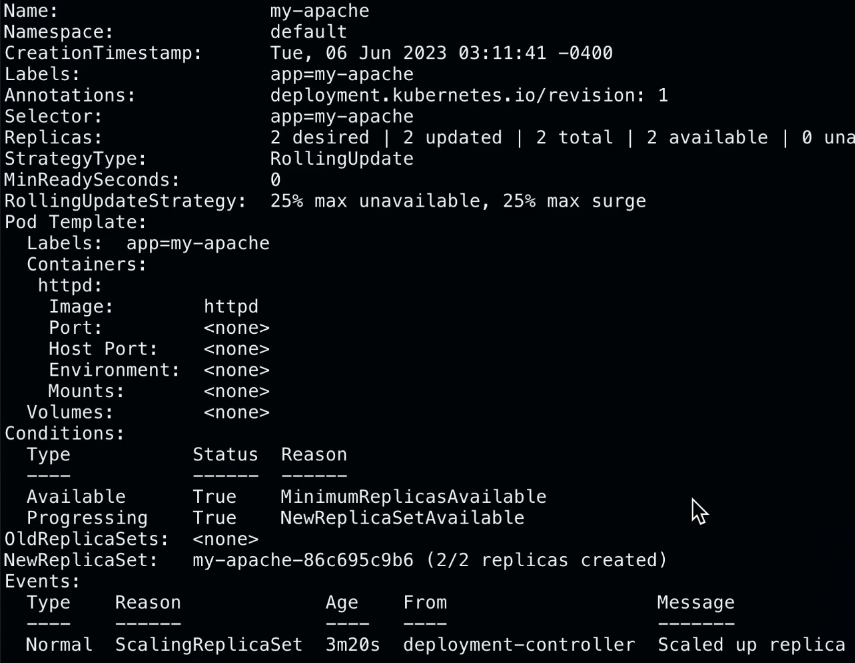 Name:                   my-apache
Namespace:              default
CreationTimestamp:      Tue, 06 Jun 2023 03:11:41 -0400
Labels:                 app=my-apache
Annotations:            deployment.kubernetes.io/revision: 1
Selector:               app=my-apache
Replicas:               2 desired | 2 updated | 2 total | 2 available | 0 una
StrategyType:           RollingUpdate
MinReadySeconds:        0
RollingUpdateStrategy:  25% max unavailable, 25% max surge
Pod Template:
  Labels:  app=my-apache
  Containers:
   httpd:
    Image:        httpd
    Port:         <none>
    Host Port:    <none>
    Environment:  <none>
    Mounts:       <none>
  Volumes:        <none>
Conditions:
  Type           Status  Reason
  ----           ------  ------
  Available      True    MinimumReplicasAvailable
  Progressing    True    NewReplicaSetAvailable
OldReplicaSets:  <none>
NewReplicaSet:   my-apache-86c695c9b6 (2/2 replicas created)
Events:
  Type    Reason             Age    From                   Message
  ----    ------             ----   ----                   -------
  Normal  ScalingReplicaSet  3m20s  deployment-controller  Scaled up replica